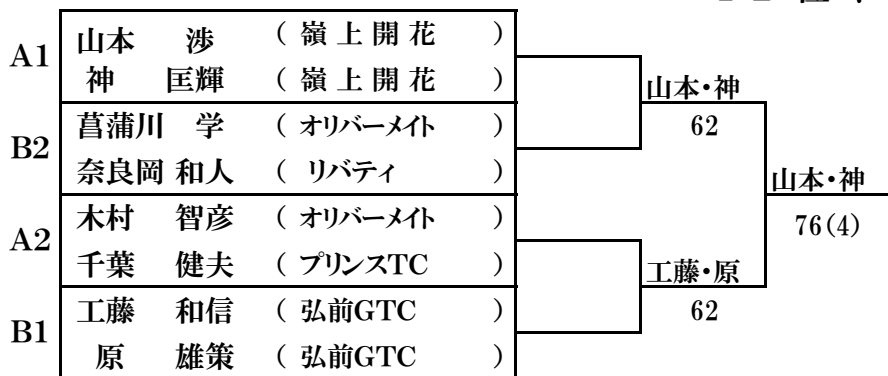 A1
山本 渉 ( 嶺上開花 )
神 匡輝 ( 嶺上開花 )
B2
菖蒲川 学 ( オリバーメイト )
奈良岡 和人 ( リバティ )
A2
木村 智彦 ( オリバーメイト )
千葉 健夫 ( プリンスTC )
B1
工藤 和信 ( 弘前GTC )
原 雄策 ( 弘前GTC )
山本・神
62
工藤・原
62
山本・神
76(4)